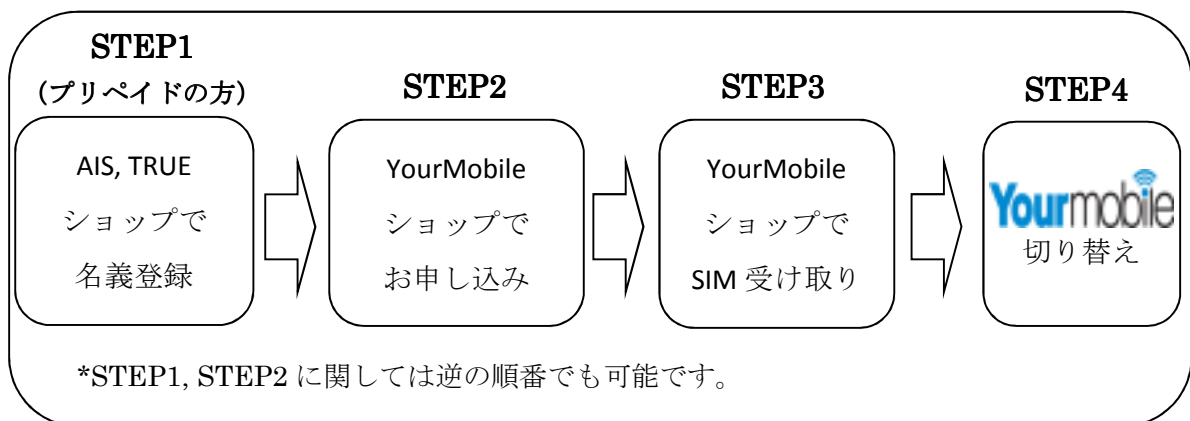 STEP1
(プリペイドの方)
AIS, TRUE
ショップで
名義登録
STEP2
YourMobile
ショップで
お申し込み
STEP3
YourMobile
ショップで
SIM 受け取り
STEP4
Yourmobile
切り替え
*STEP1, STEP2 に関しては逆の順番でも可能です。